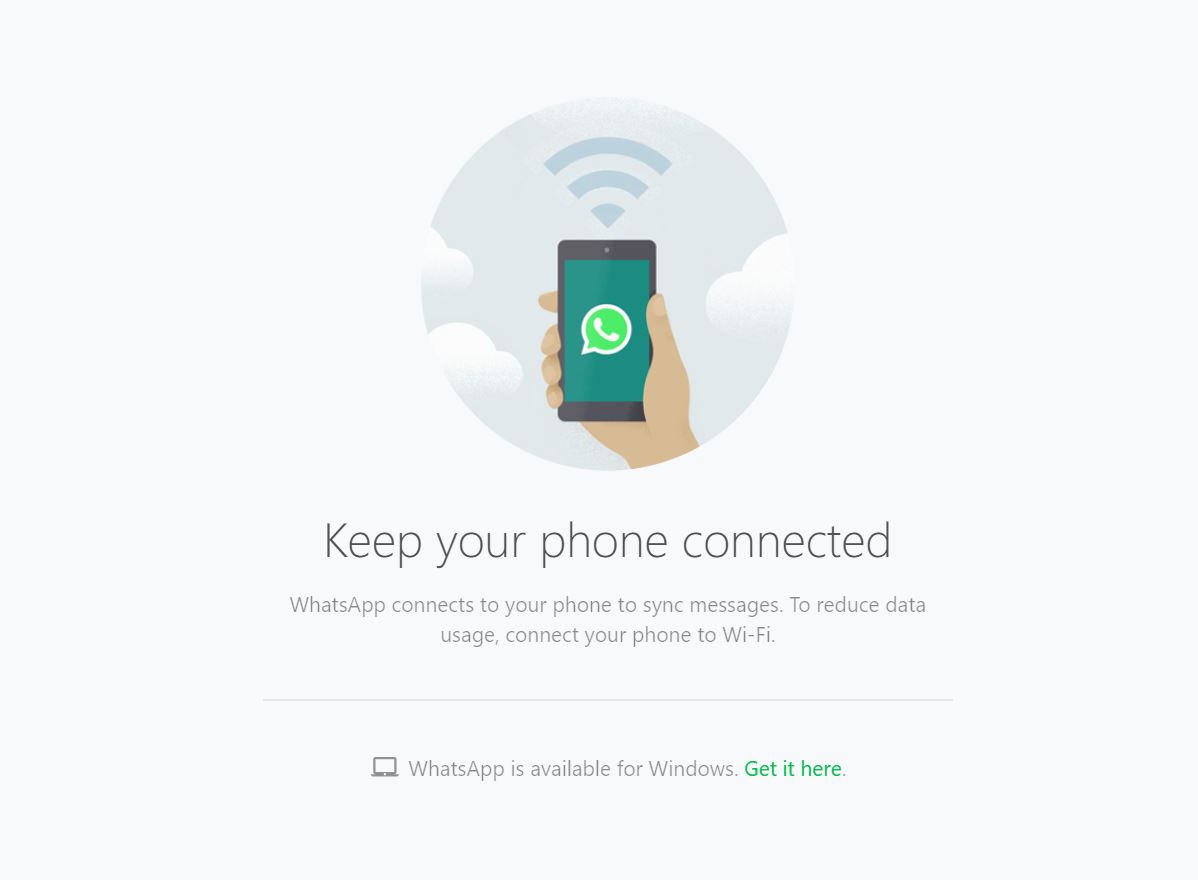 Keep your phone connected
WhatsApp connects to your phone to sync messages. To reduce data
usage, connect your phone to Wi-Fi.
WhatsApp is available for Windows. Get it here.